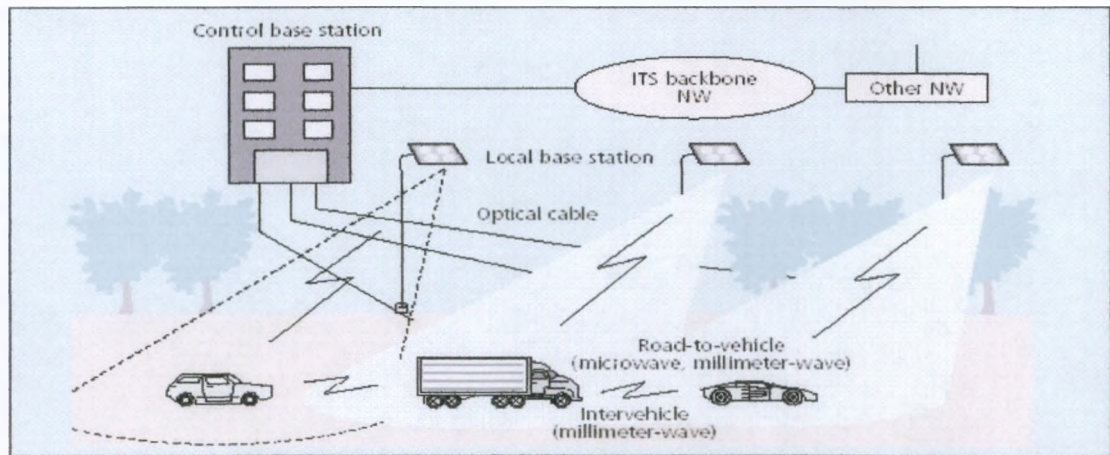 Control base station
ITS backbone
NW
Other NW
Local base station
Optical cable
Road-to-vehicle
(microwave, millimeter-wave)
Intervehicle
(millimeter-wave)